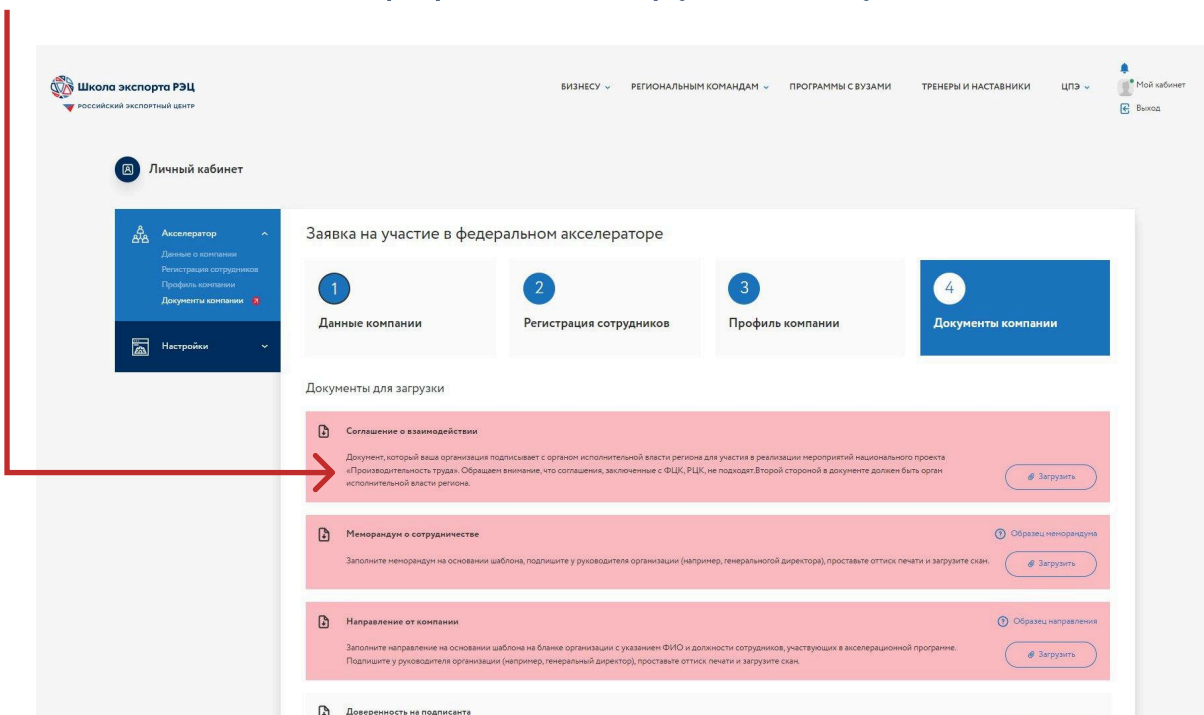 Школа экспорта РЭЦ
РОССИЙСКИЙ ЭКСПОРТНЫЙ ЦЕНТР
БИЗНЕСУ
РЕГИОНАЛЬНЫМ КОМАНДАМ
ПРОГРАММЫ С ВУЗАМИ
ТРЕНЕРЫ И НАСТАВНИКИ
ЦПЭ
Мой кабинет
Выход
Личный кабинет
Акселератор
Данные о компании
Регистрация сотрудников
Профиль компании
Документы компании
Настройки
Заявка на участие в федеральном акселераторе
1
Данные компании
2
Регистрация сотрудников
3
Профиль компании
4
Документы компании
Документы для загрузки
Соглашение о взаимодействии
Документ, который ваша организация подписывает с органом исполнительной власти региона для участия в реализации мероприятий национального проекта
«Производительность труда». Обращаем внимание, что соглашения, заключенные с ФЦК, РЦК, не подходят.Второй стороной в документе должен быть орган
исполнительной власти региона.
Загрузить
Меморандум о сотрудничестве
Образец меморандума
Заполните меморандум на основании шаблона, подпишите у руководителя организации (например, генеральногой директора), проставьте оттиск печати и загрузите скан.
Загрузить
Направление от компании
Образец направления
Заполните направление на основании шаблона на бланке организации с указанием ФИО и должности сотрудников, участвующих в акселерационной программе.
Подпишите у руководителя организации (например, генеральный директор), проставьте оттиск печати и загрузите скан.
Загрузить
Доверенность на подписанта